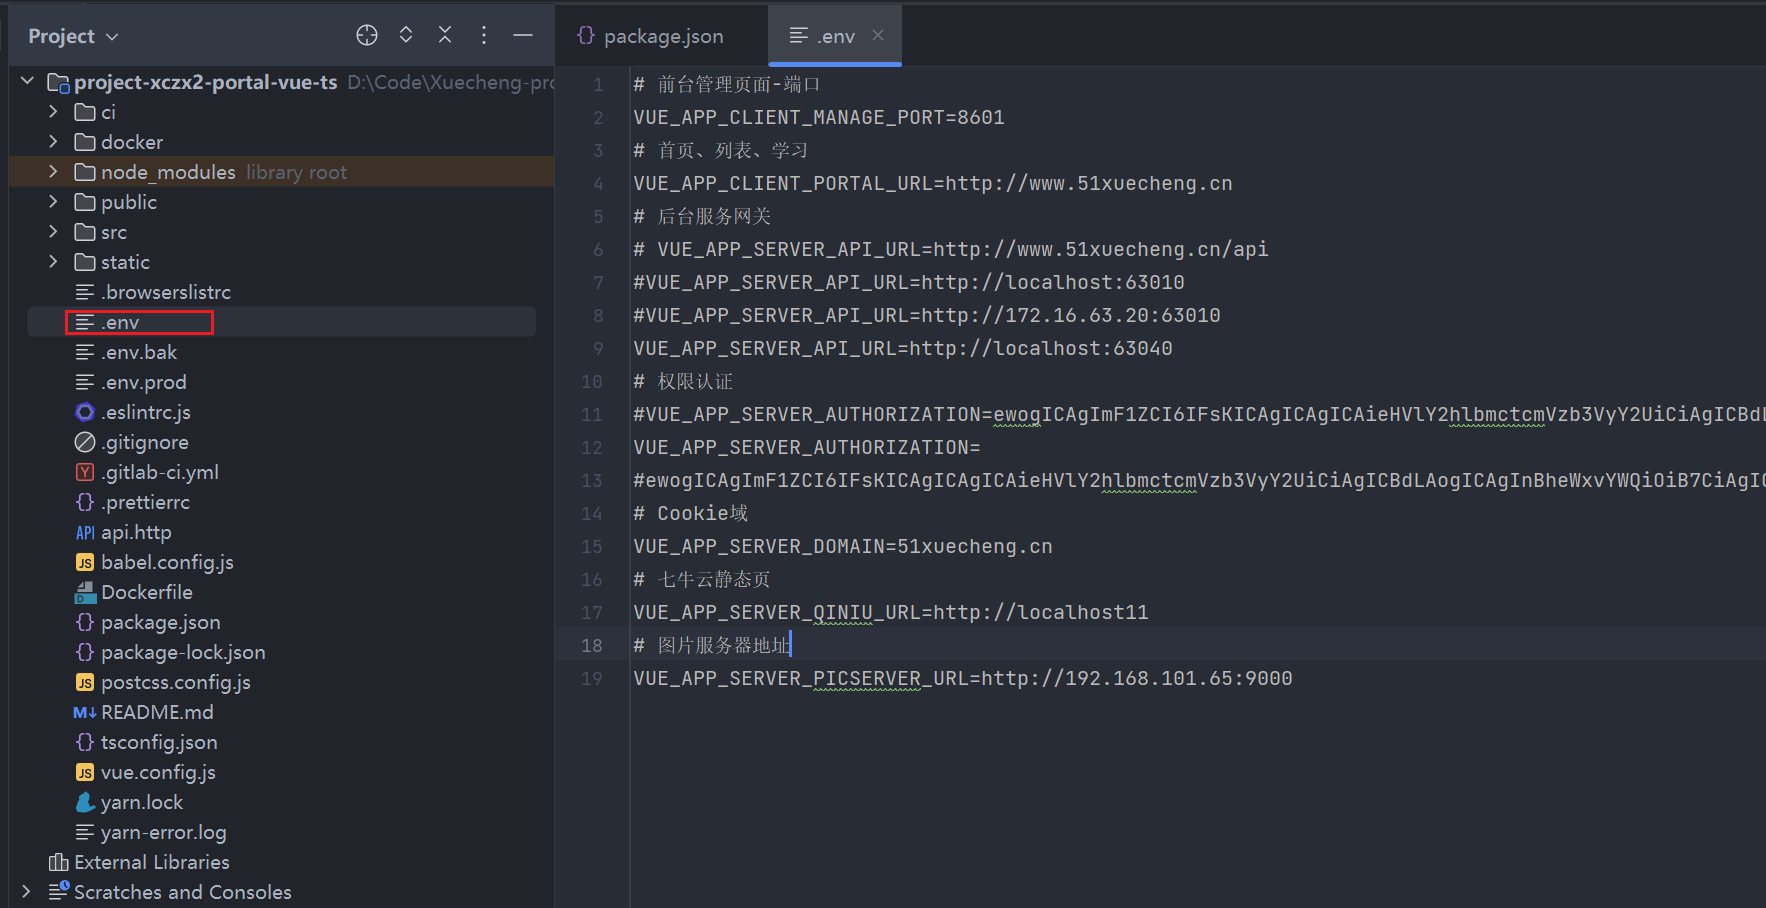 Project
project-xczx2-portal-vue-ts D:\Code\Xuecheng-pro
ci
docker
node_modules library root
public
src
static
.browserslistrc
.env
.env.bak
.env.prod
.eslintrc.js
.gitignore
.gitlab-ci.yml
.prettierrc
API api.http
JS babel.config.js
Dockerfile
package.json
package-lock.json
JS postcss.config.js
M↓ README.md
tsconfig.json
JS vue.config.js
yarn.lock
yarn-error.log
External Libraries
Scratches and Consoles
package.json
.env
1 # 前台管理页面-端口
2 VUE_APP_CLIENT_MANAGE_PORT=8601
3 # 首页、列表、学习
4 VUE_APP_CLIENT_PORTAL_URL=http://www.51xuecheng.cn
5 # 后台服务网关
6 # VUE_APP_SERVER_API_URL=http://www.51xuecheng.cn/api
7 #VUE_APP_SERVER_API_URL=http://localhost:63010
8 #VUE_APP_SERVER_API_URL=http://172.16.63.20:63010
9 VUE_APP_SERVER_API_URL=http://localhost:63040
10 # 权限认证
11 #VUE_APP_SERVER_AUTHORIZATION=ewogICAgImF1ZCI6IFsKICAgICAgICAieHVlY2hlbmctcmVzb3VyY2UiCiAgICBdL
12 VUE_APP_SERVER_AUTHORIZATION=
13 #ewogICAgImF1ZCI6IFsKICAgICAgICAieHVlY2hlbmctcmVzb3VyY2UiCiAgICBdLAogICAgInBheWxvYWQiOiB7CiAgIC
14 # Cookie域
15 VUE_APP_SERVER_DOMAIN=51xuecheng.cn
16 # 七牛云静态页
17 VUE_APP_SERVER_QINIU_URL=http://localhost11
18 # 图片服务器地址
19 VUE_APP_SERVER_PICSERVER_URL=http://192.168.101.65:9000